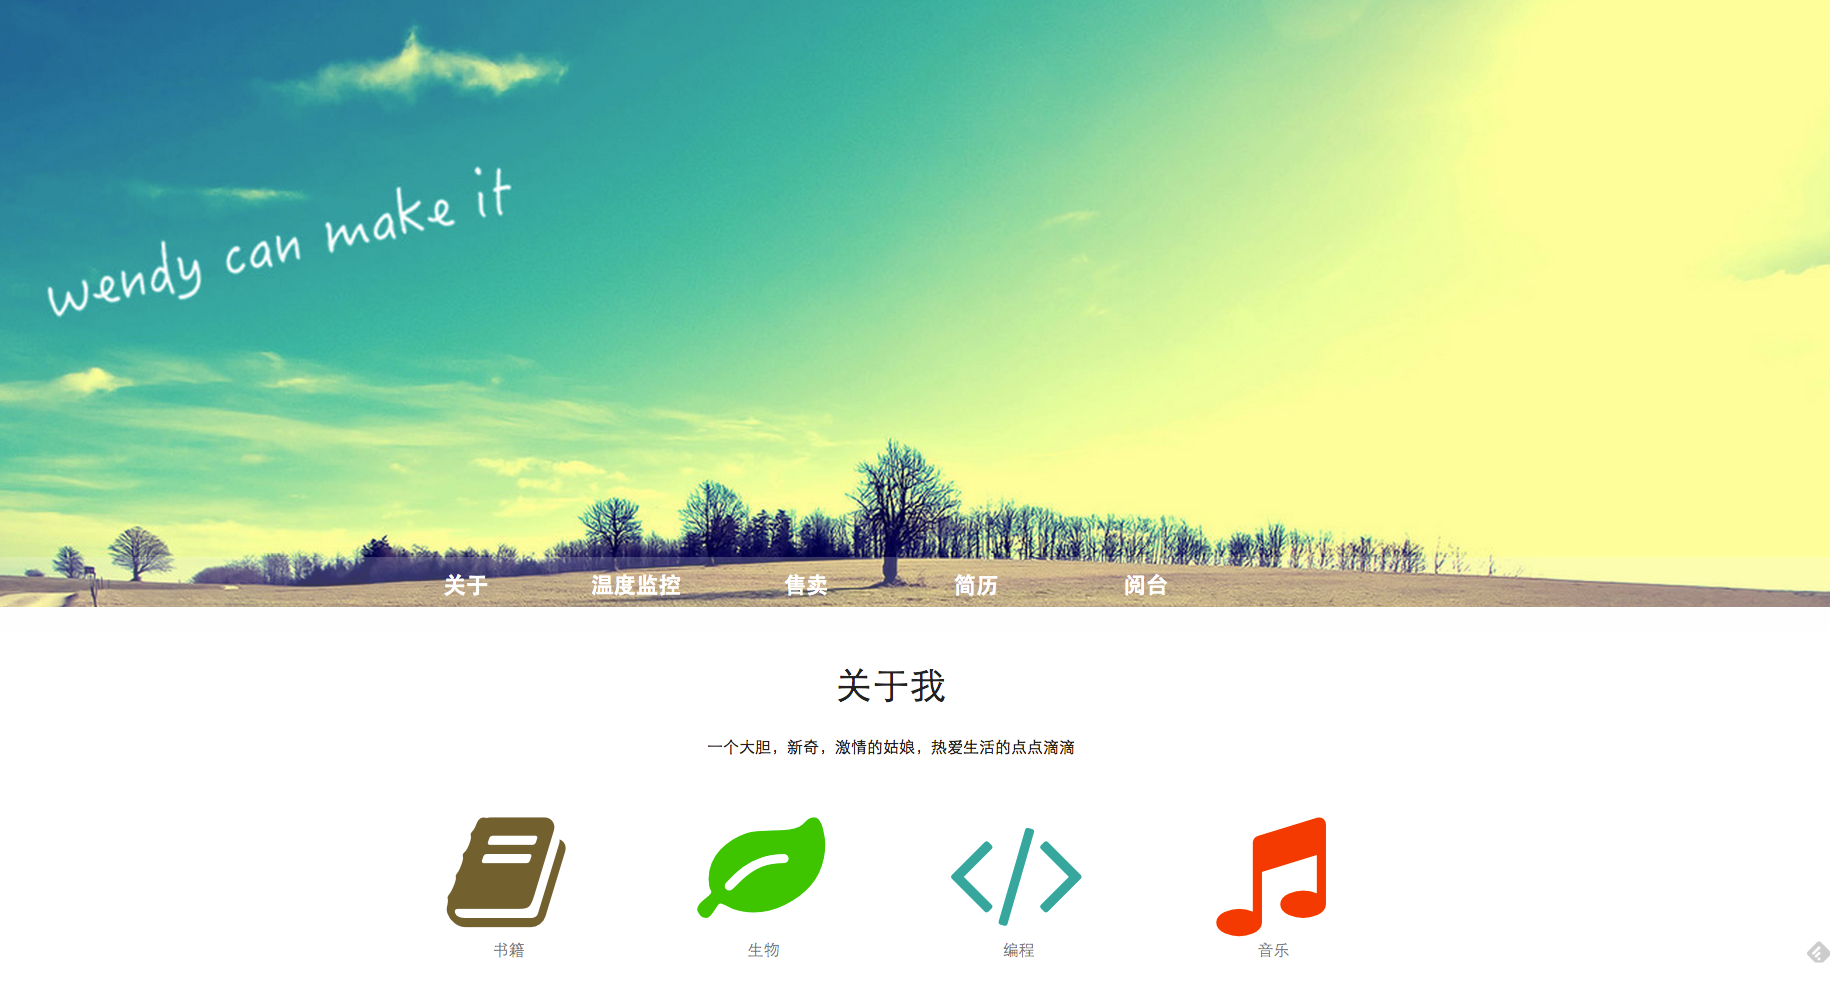 wendy can make it
关于 温度监控 售卖 简历 阅台
关于我
一个大胆，新奇，激情的姑娘，热爱生活的点点滴滴
书籍 生物 编程 音乐